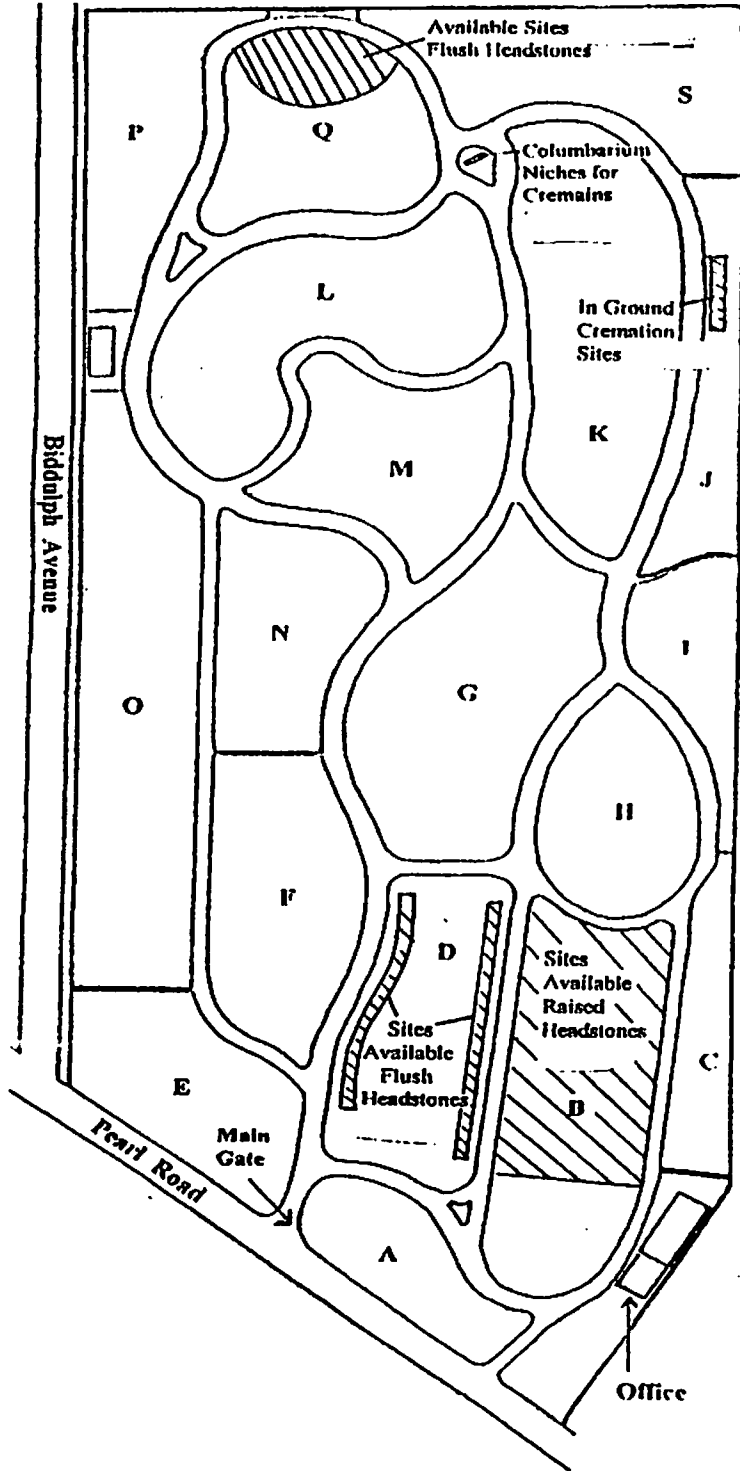 Available Sites
Flush Headstones
S
P
Q
Columbarium
Niches for
Cremains
L
In Ground
Cremation
Sites
K
M
J
Biddulph Avenue
N
I
G
O
H
F
D
Sites
Available
Raised
Headstones
Sites
Available
Flush
Headstones
C
E
B
Main
Gate
Pearl Road
A
Office